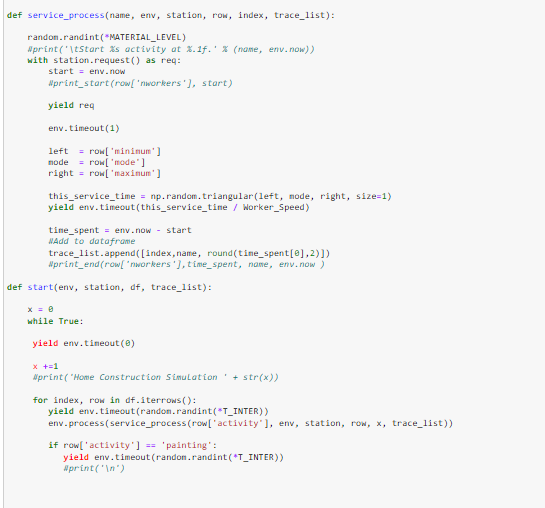 def service_process(name, env, station, row, index, trace_list):
random.randint(*MATERIAL_LEVEL)
#print('\tStart %s activity at %.1f.' % (name, env.now))
with station.request() as req:
start = env.now
#print_start(row['nworkers'], start)
yield req
env.timeout(1)
left = row['minimum']
mode = row['mode']
right = row['maximum']
this_service_time = np.random.triangular(left, mode, right, size=1)
yield env.timeout(this_service_time / Worker_Speed)
time_spent = env.now - start
#Add to dataframe
trace_list.append([index,name, round(time_spent[0],2)])
#print_end(row['nworkers'],time_spent, name, env.now )
def start(env, station, df, trace_list):
x = 0
while True:
yield env.timeout(0)
x +=1
#print('Home Construction Simulation ' + str(x))
for index, row in df.iterrows():
yield env.timeout(random.randint(*T_INTER))
env.process(service_process(row['activity'], env, station, row, x, trace_list))
if row['activity'] == 'painting':
yield env.timeout(random.randint(*T_INTER))
#print('\n')